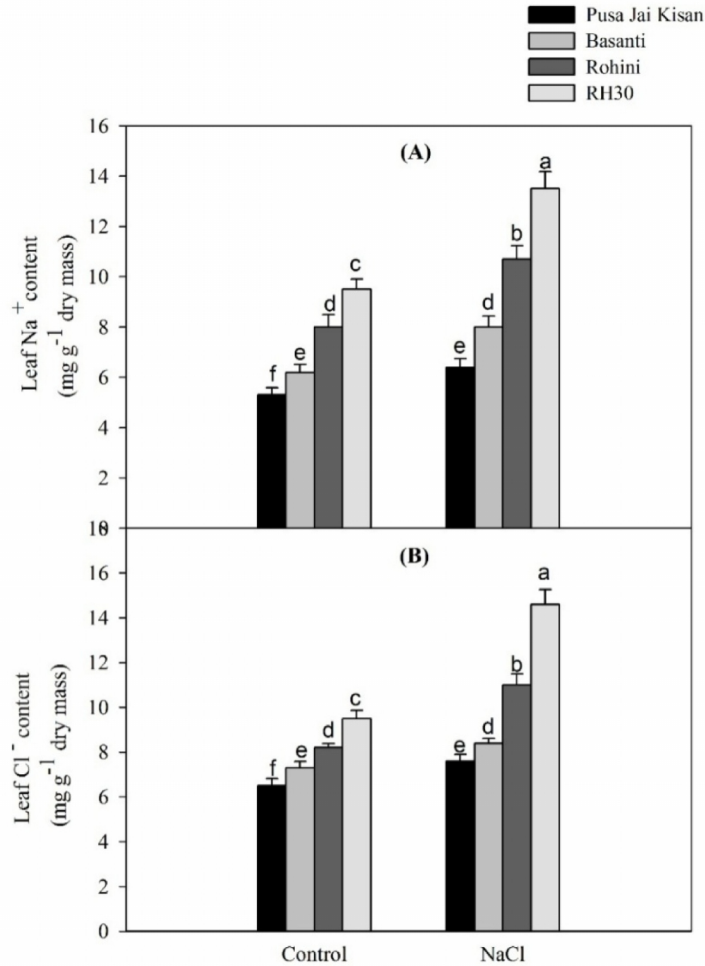 Pusa Jai Kisan
Basanti
Rohini
RH30
(A)
Leaf Na + content
(mg g-1 dry mass)
16
14
12
10
8
6
4
2
f
e
d
c
e
d
b
a
(B)
Leaf Cl - content
(mg g-1 dry mass)
18
16
14
12
10
8
6
4
2
0
f
e
d
c
e
d
b
a
Control
NaCl